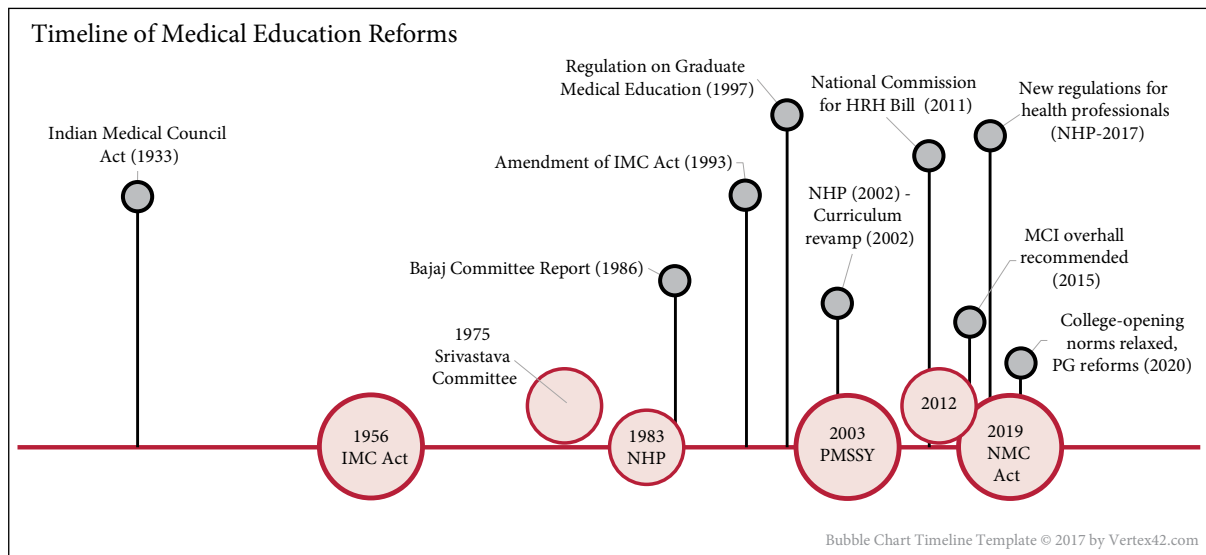 Timeline of Medical Education Reforms
Indian Medical Council
Act (1933)
1956
IMC Act
1975
Srivastava
Committee
1983
NHP
Bajaj Committee Report (1986)
Amendment of IMC Act (1993)
Regulation on Graduate
Medical Education (1997)
NHP (2002) -
Curriculum
revamp (2002)
2003
PMSSY
National Commission
for HRH Bill (2011)
2012
MCI overhall
recommended
(2015)
New regulations for
health professionals
(NHP-2017)
2019
NMC
Act
College-opening
norms relaxed,
PG reforms (2020)
Bubble Chart Timeline Template © 2017 by Vertex42.com